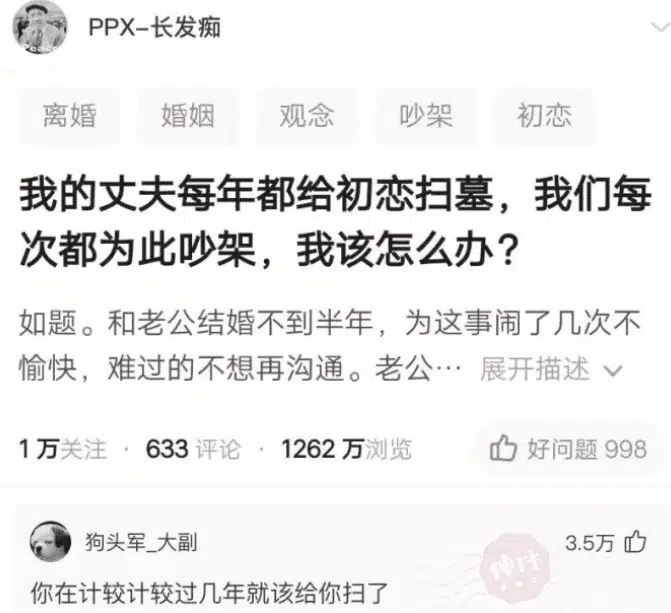 PPX-长发痴
离婚
婚姻
观念
吵架
初恋
我的丈夫每年都给初恋扫墓，我们每
次都为此吵架，我该怎么办？
如题。和老公结婚不到半年，为这事闹了几次不
愉快，难过的不想再沟通。老公… 展开描述
1 万关注 · 633 评论 · 1262 万浏览
好问题 998
狗头军_大副
3.5万
你在计较计较过几年就该给你扫了